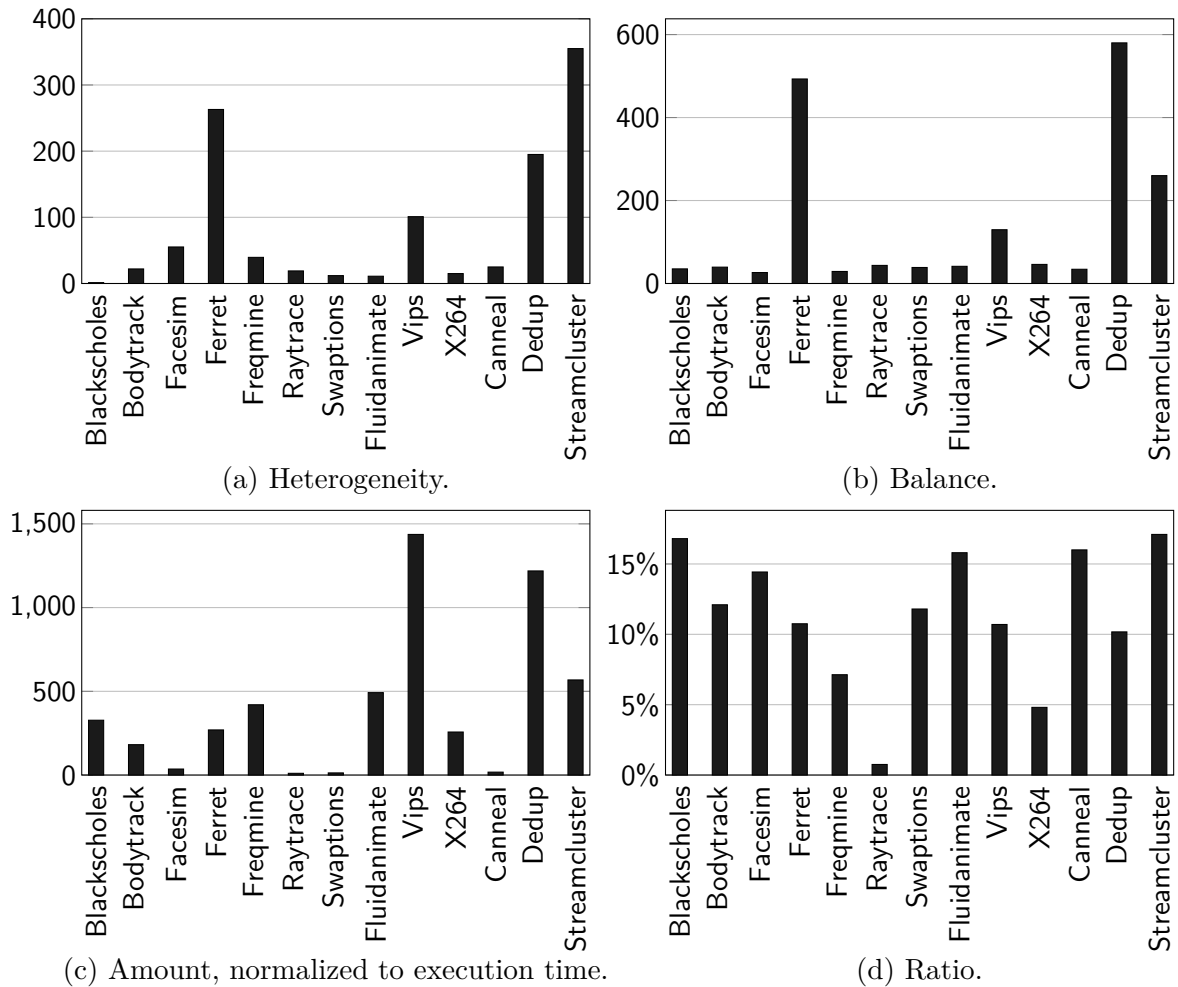 400
300
200
100
0
Blackscholes
Bodytrack
Facesim
Ferret
Freqmine
Raytrace
Swaptions
Fluidanimate
Vips
X264
Canneal
Dedup
Streamcluster
(a) Heterogeneity.
600
400
200
0
Blackscholes
Bodytrack
Facesim
Ferret
Freqmine
Raytrace
Swaptions
Fluidanimate
Vips
X264
Canneal
Dedup
Streamcluster
(b) Balance.
1,500
1,000
500
0
Blackscholes
Bodytrack
Facesim
Ferret
Freqmine
Raytrace
Swaptions
Fluidanimate
Vips
X264
Canneal
Dedup
Streamcluster
(c) Amount, normalized to execution time.
15%
10%
5%
0%
Blackscholes
Bodytrack
Facesim
Ferret
Freqmine
Raytrace
Swaptions
Fluidanimate
Vips
X264
Canneal
Dedup
Streamcluster
(d) Ratio.